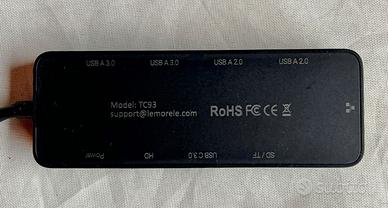 USB A 3.0 USB A 3.0 USB A 2.0 USB A 2.0
Model: TC93
support@lemorele.com
RoHS FC CE
Power HD USB C 3.0 SD / TF
subito